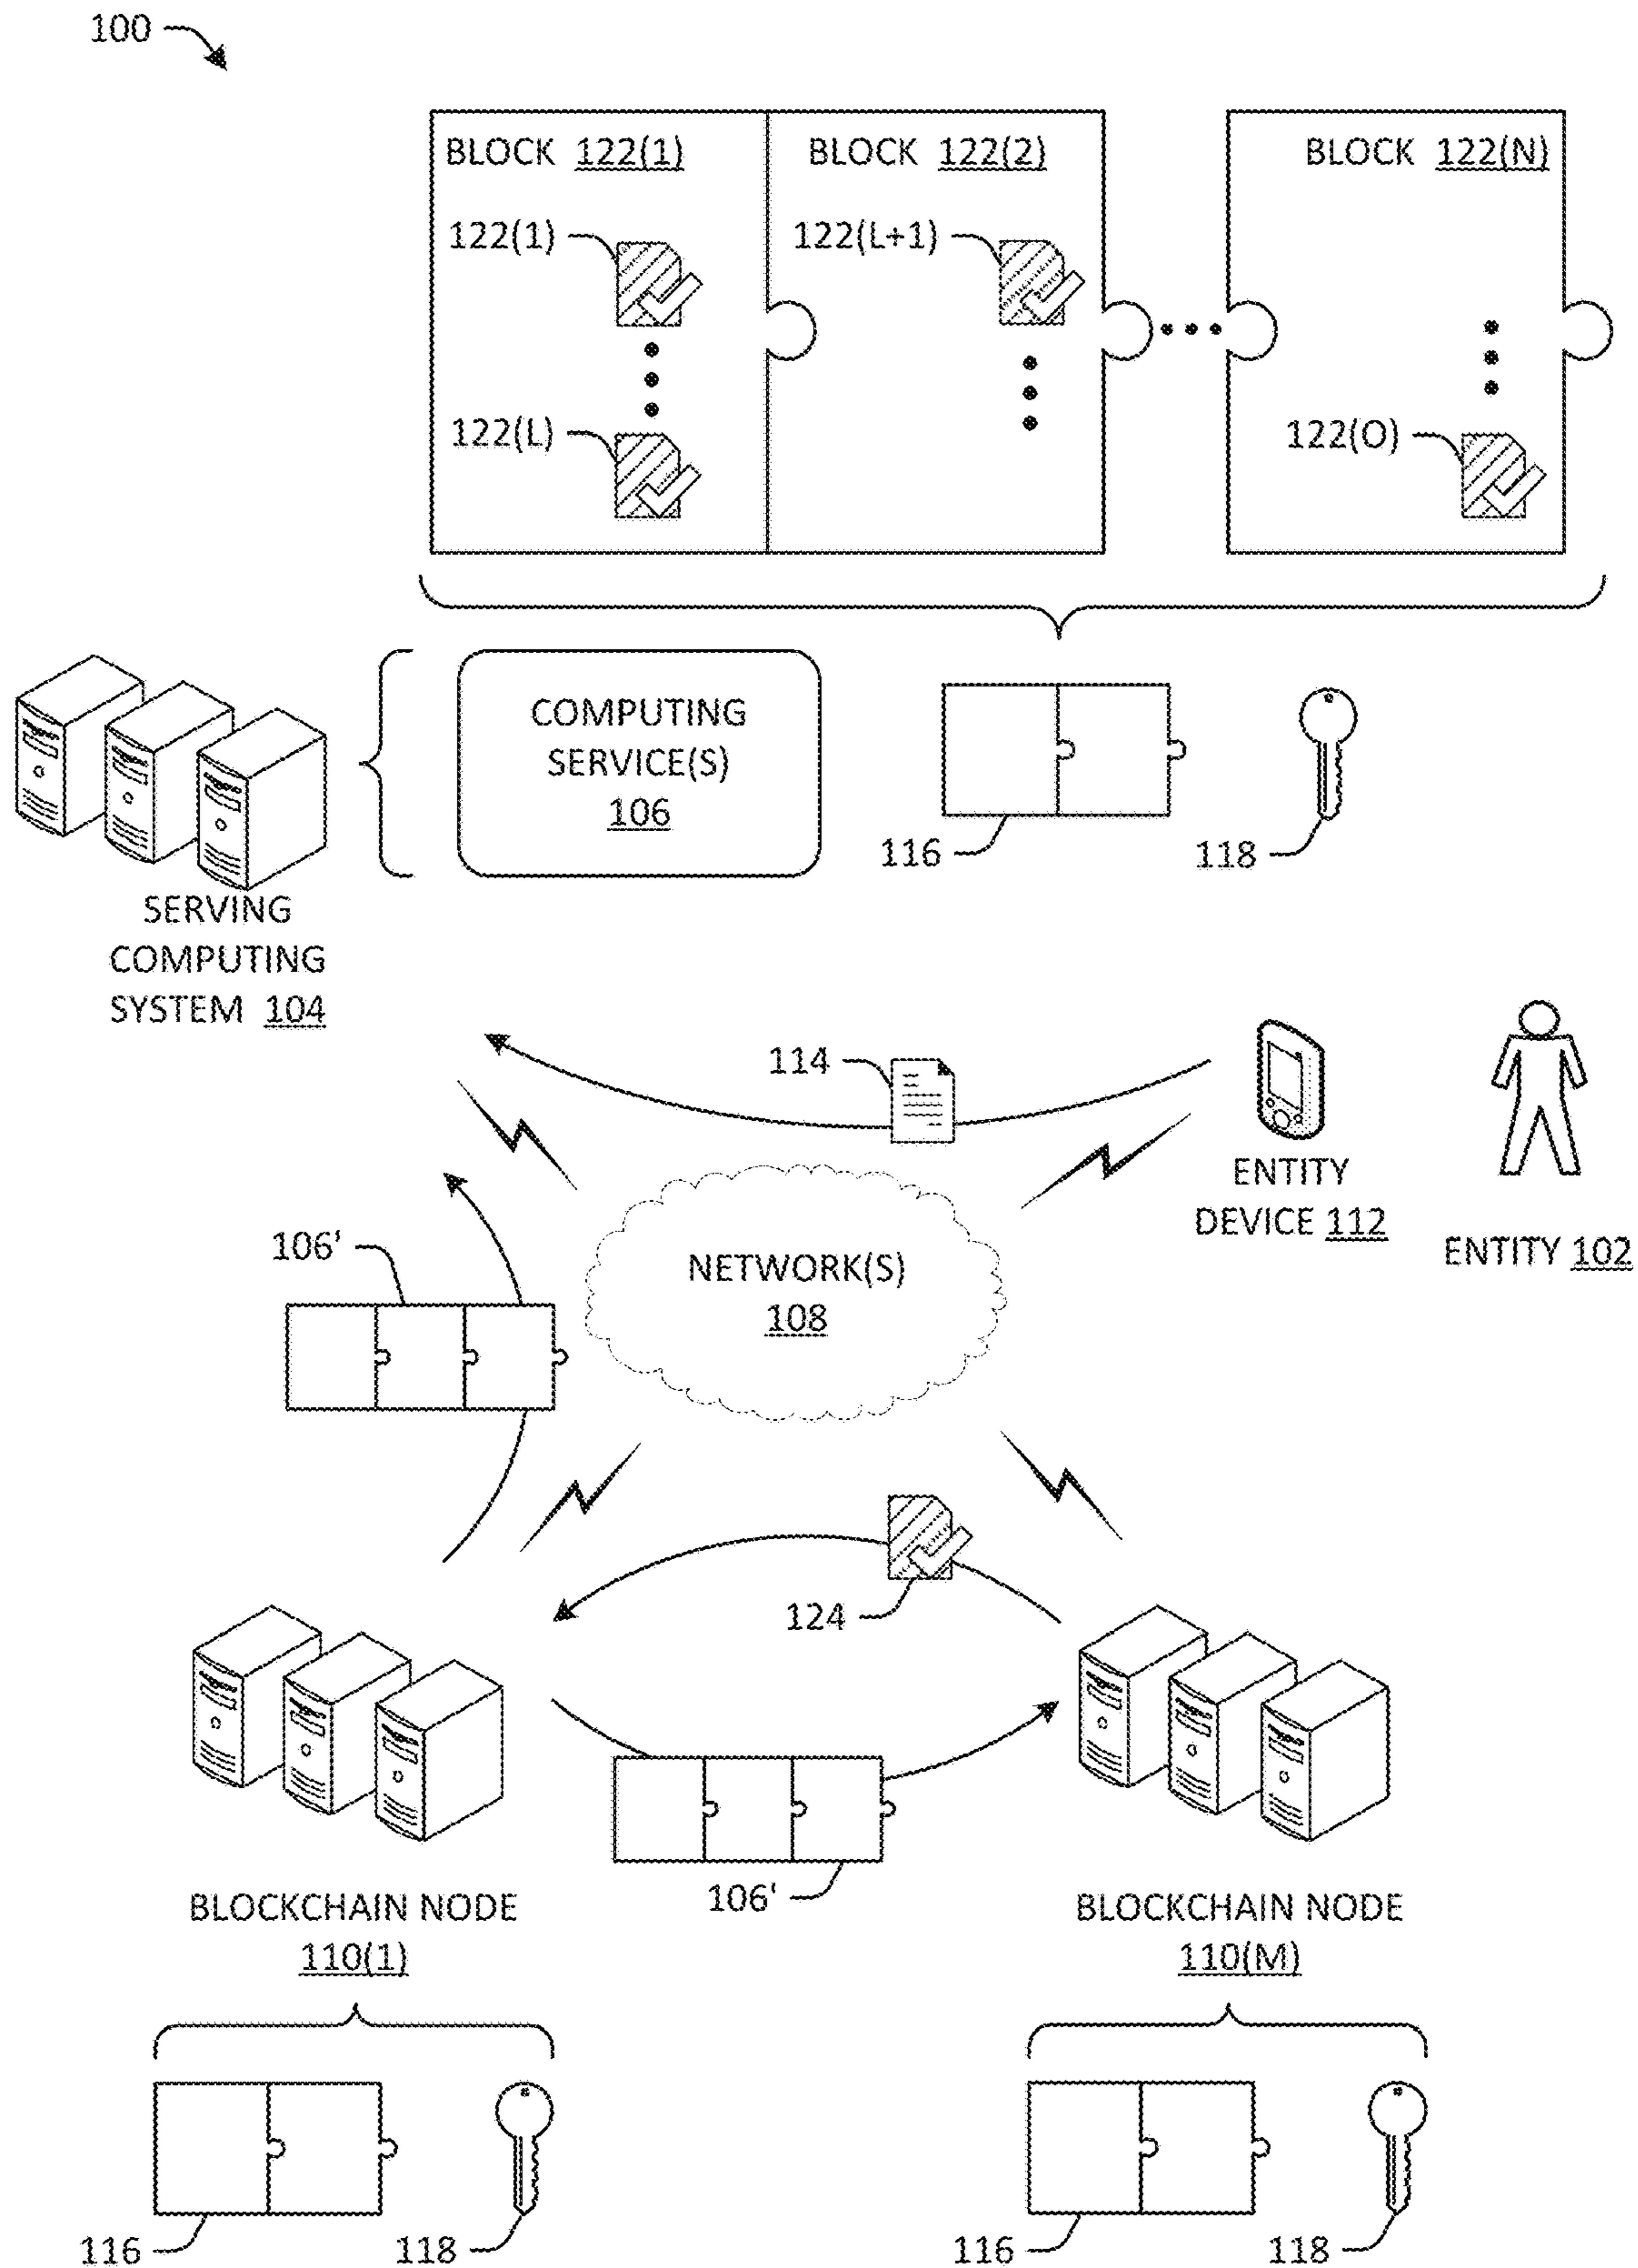 100
BLOCK 122(1)
BLOCK 122(2)
BLOCK 122(N)
122(1)
122(L+1)
122(L)
122(O)
COMPUTING
SERVICE(S)
106
116
118
SERVING
COMPUTING
SYSTEM 104
114
ENTITY
DEVICE 112
ENTITY 102
106'
NETWORK(S)
108
124
106'
BLOCKCHAIN NODE
110(1)
BLOCKCHAIN NODE
110(M)
116
118
116
118